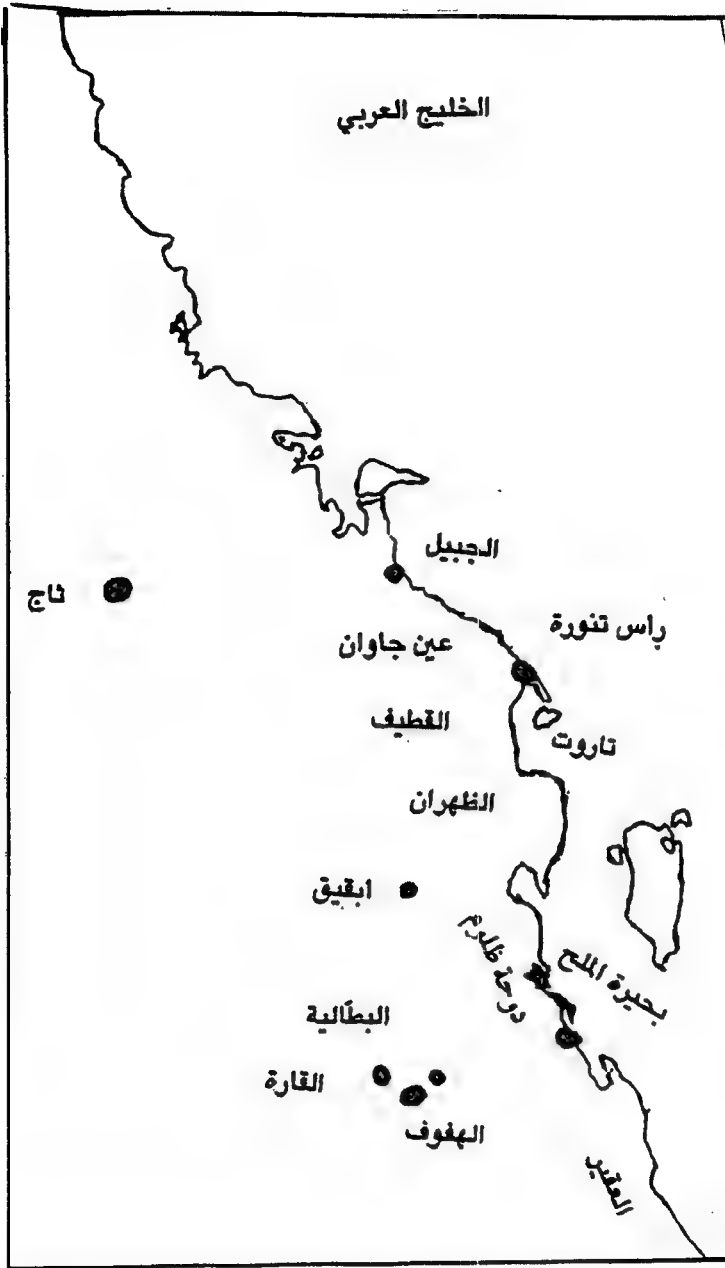 الخليج العربي
الجبيل
ثاج
راس تنورة
عين جاوان
القطيف
تاروت
الظهران
ابقيق
دوحة ظلوم
بحيرة الملح
البطالية
القارة
الهفوف
العقير